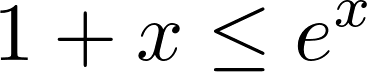 1 + x ≤ e^x